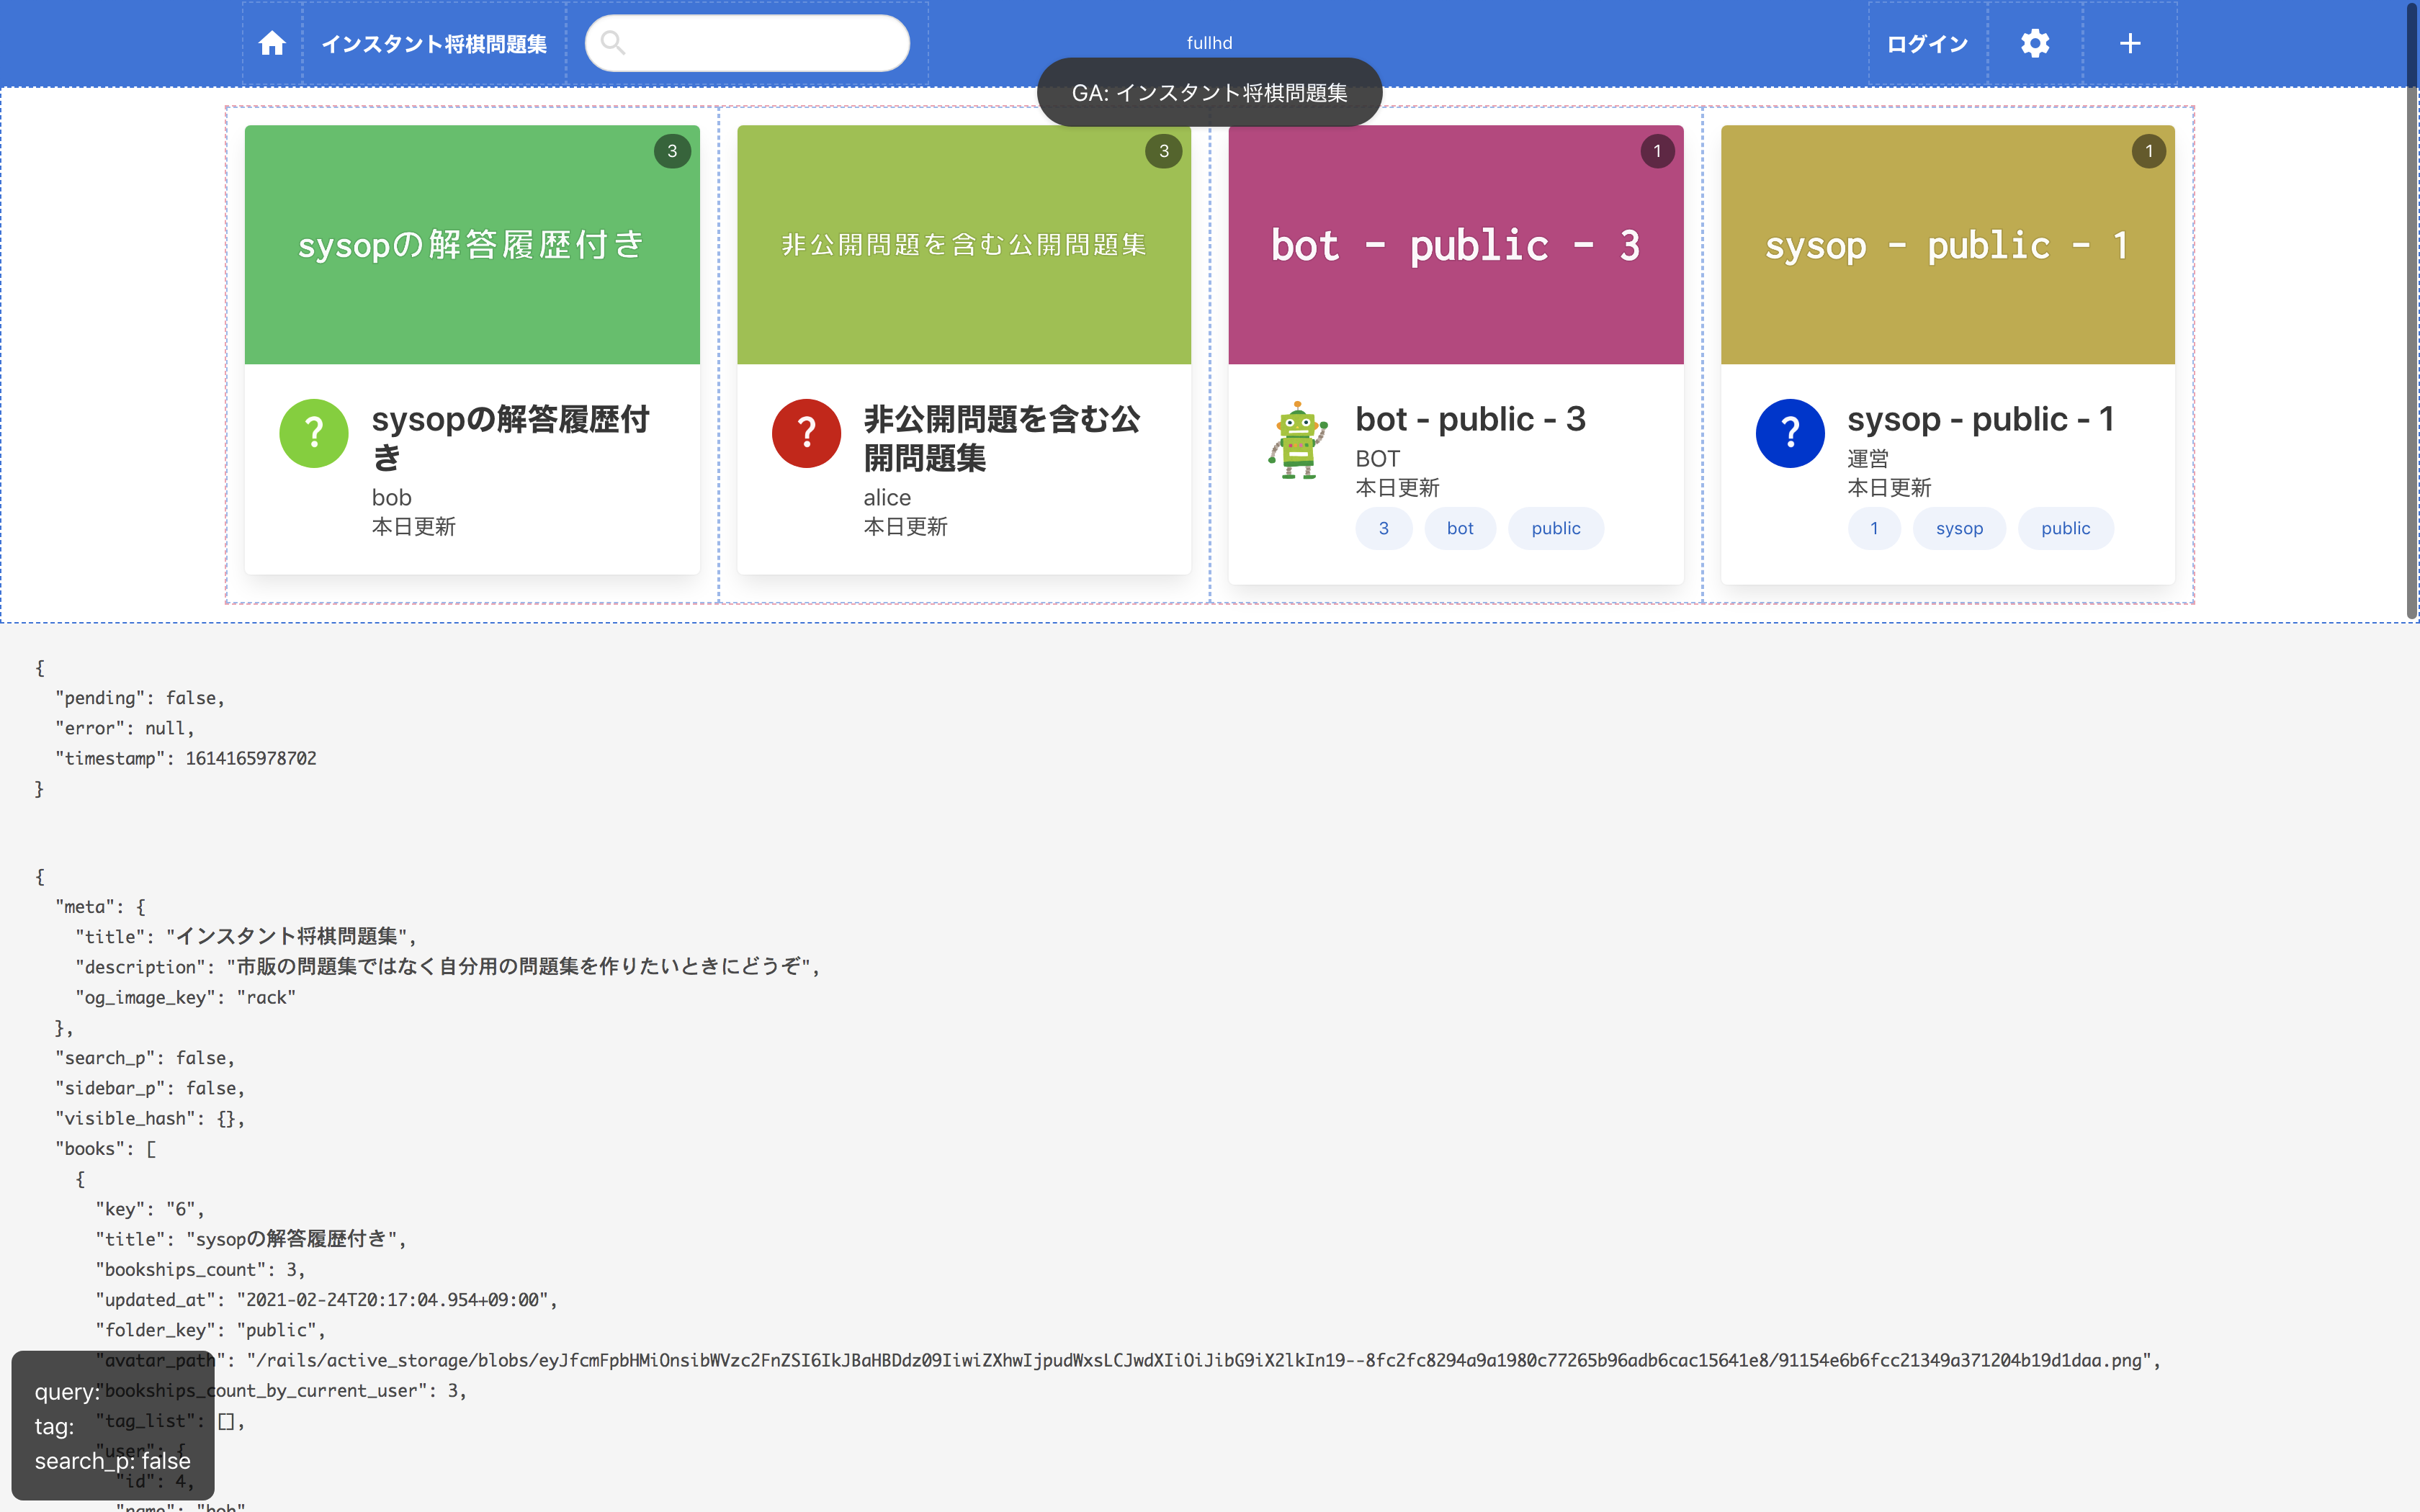 インスタント将棋問題集
fullhd
ログイン
GA: インスタント将棋問題集
3
sysopの解答履歴付き
sysopの解答履歴付
き
bob
本日更新
3
非公開問題を含む公開問題集
非公開問題を含む公
開問題集
alice
本日更新
1
bot - public - 3
bot - public - 3
BOT
本日更新
3 bot public
1
sysop - public - 1
sysop - public - 1
運営
本日更新
1 sysop public
{
"pending": false,
"error": null,
"timestamp": 1614165978702
}
{
"meta": {
"title": "インスタント将棋問題集",
"description": "市販の問題集ではなく自分用の問題集を作りたいときにどうぞ",
"og_image_key": "rack"
},
"search_p": false,
"sidebar_p": false,
"visible_hash": {},
"books": [
{
"key": "6",
"title": "sysopの解答履歴付き",
"bookships_count": 3,
"updated_at": "2021-02-24T20:17:04.954+09:00",
"folder_key": "public",
"avatar_path": "/rails/active_storage/blobs/eyJfcmFpbHMiOnsibWVzc2FnZSI6IkJBaHBDdz09IiwiZXhwIjpudWxsLCJwdXIiOiJibG9iX2lkIn19--8fc2fc8294a9a1980c77265b96adb6cac15641e8/91154e6b6fcc21349a371204b19d1daa.png",
"bookships_count_by_current_user": 3,
"tag_list": [],
"user": {
"id": 4,
"name": "bob"
query:
tag:
search_p: false